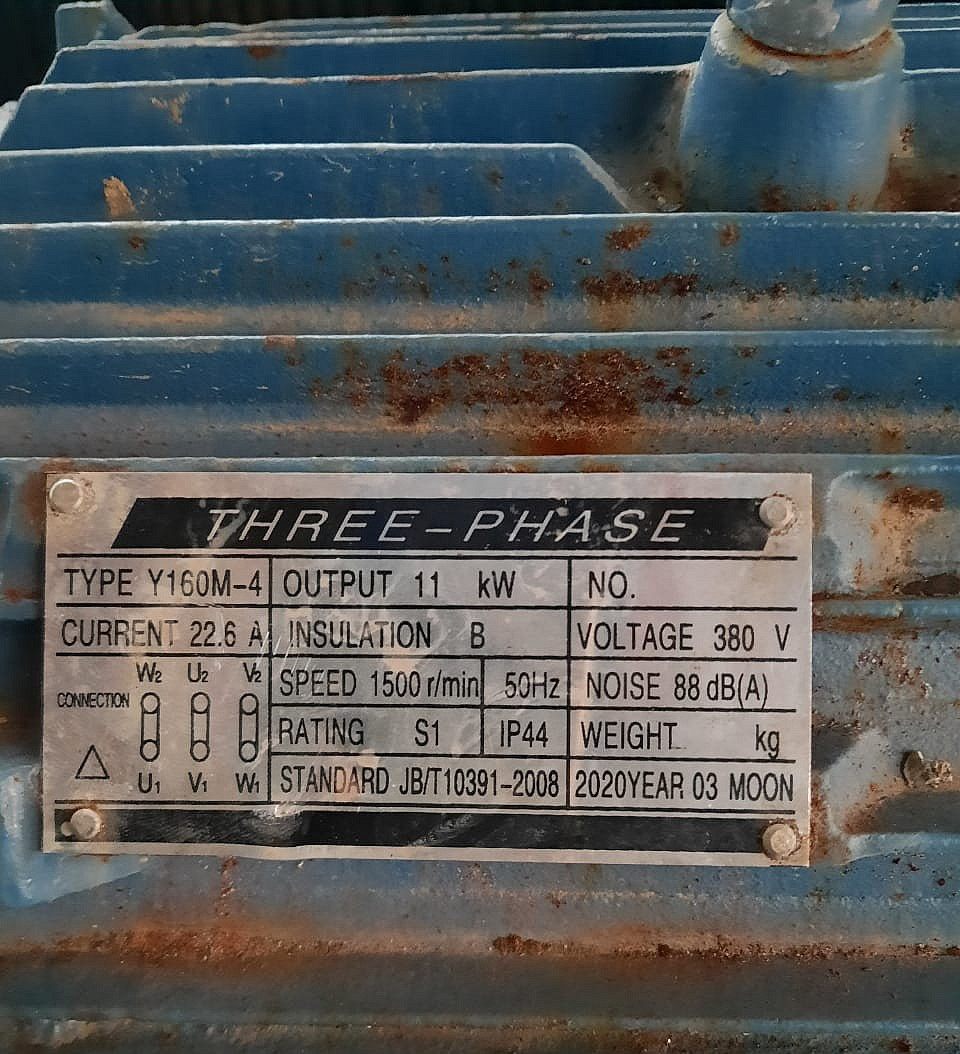 THREE-PHASE
TYPE Y160M-4 OUTPUT 11 kW NO.
CURRENT 22.6 A INSULATION B VOLTAGE 380 V
W2 U2 V2
CONNECTION
SPEED 1500 r/min 50Hz NOISE 88 dB(A)
RATING S1 IP44 WEIGHT kg
△
U1 V1 W1
STANDARD JB/T10391-2008 2020YEAR 03 MOON